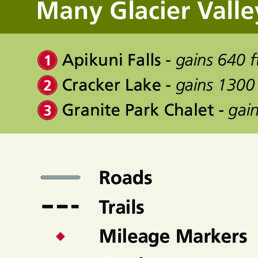 Many Glacier Valley
1 Apikuni Falls - gains 640 f
2 Cracker Lake - gains 1300
3 Granite Park Chalet - gain
Roads
Trails
Mileage Markers